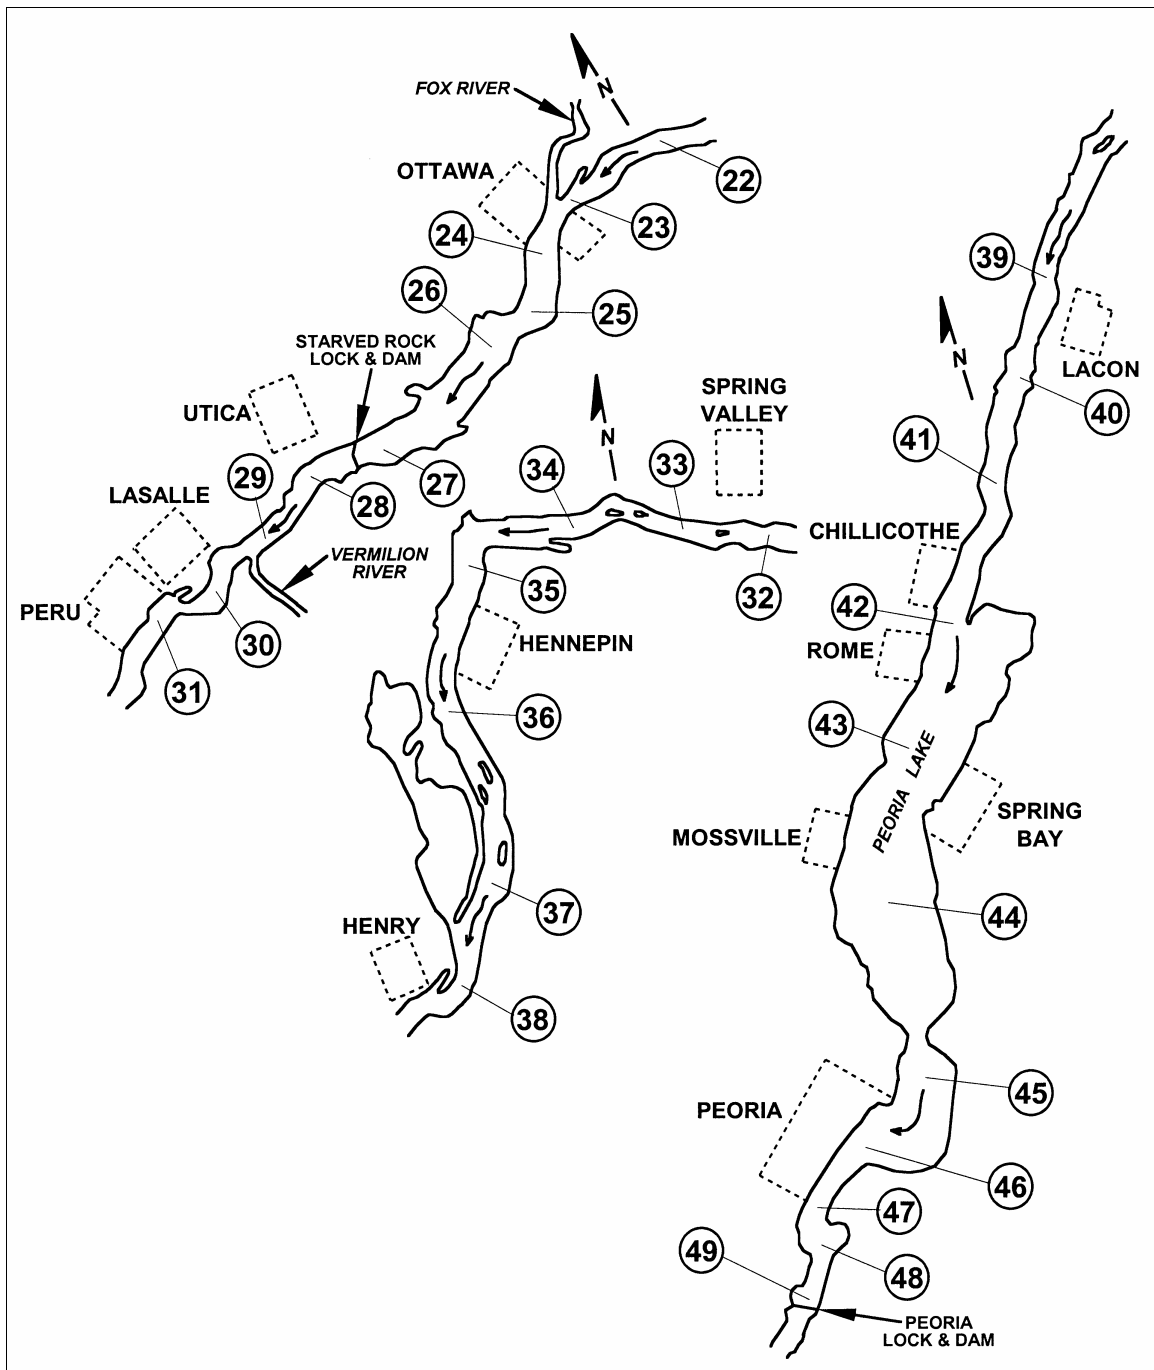 FOX RIVER
N
OTTAWA
22
23
24
26
25
STARVED ROCK
LOCK & DAM
UTICA
27
28
29
LASALLE
VERMILION
RIVER
PERU
30
31
N
SPRING
VALLEY
34
33
32
35
HENNEPIN
36
37
HENRY
38
39
N
LACON
40
41
CHILLICOTHE
42
ROME
43
PEORIA LAKE
MOSSVILLE
SPRING
BAY
44
45
PEORIA
46
47
49
48
PEORIA
LOCK & DAM